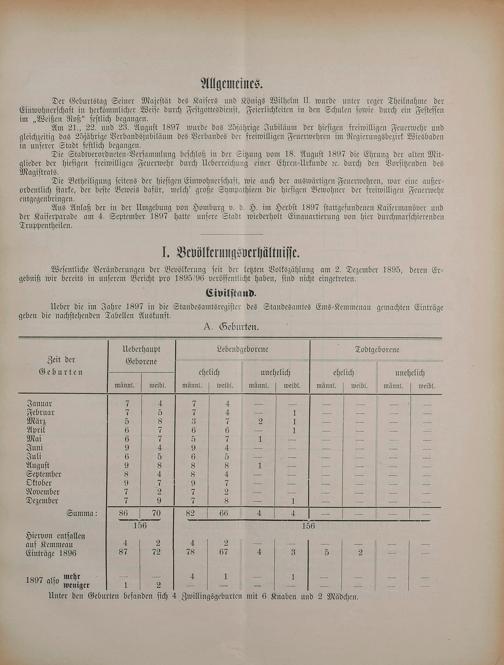 Allgemeines.
Der Geburtstag Seiner Majestät des Kaisers und Königs Wilhelm II. wurde unter reger Theilnahme der
Einwohnerschaft in herkömmlicher Weise durch Festgottesdienst, Feierlichkeiten in den Schulen sowie durch ein Festessen
im „Weißen Roß“ festlich begangen.
Am 21., 22. und 23. August 1897 wurde das 25jährige Jubiläum der hiesigen freiwilligen Feuerwehr und
gleichzeitig das 25jährige Verbandsjubiläum des Verbandes der freiwilligen Feuerwehren im Regierungsbezirk Wiesbaden
in unserer Stadt festlich begangen.
Die Stadtverordneten-Versammlung beschloß in der Sitzung vom 18. August 1897 die Ehrung der alten Mit-
glieder der hiesigen freiwilligen Feuerwehr durch Ueberreichung einer Ehren-Urkunde ꝛc. durch den Vorsitzenden des
Magistrats.
Die Betheiligung seitens der hiesigen Einwohnerschaft, wie auch der auswärtigen Feuerwehren, war eine außer-
ordentlich starke, der beste Beweis dafür, welch' große Sympathieen die hiesigen Bewohner der freiwilligen Feuerwehr
entgegenbringen.
Aus Anlaß der in der Umgebung von Homburg v. d. H. im Herbst 1897 stattgefundenen Kaisermanöver und
der Kaiserparade am 4. September 1897 hatte unsere Stadt wiederholt Einquartierung von hier durchmarschierenden
Truppentheilen.
I. Bevölkerungsverhältnisse.
Wesentliche Veränderungen der Bevölkerung seit der letzten Volkszählung am 2. Dezember 1895, deren Er-
gebniß wir bereits in unserem Bericht pro 1895/96 veröffentlicht haben, sind nicht eingetreten.
Civilstand.
Ueber die im Jahre 1897 in die Standesamtsregister des Standesamtes Ems-Kemmenau gemachten Einträge
geben die nachstehenden Tabellen Auskunft.
A. Geburten.
Zeit der Geburten | Ueberhaupt Geborene | Lebendgeborene | Todtgeborene
ehelich | unehelich | ehelich | unehelich
männl. | weibl. | männl. | weibl. | männl. | weibl. | männl. | weibl. | männl. | weibl.
Januar 7 4 7 4 — — — — — —
Februar 7 5 7 4 — 1 — — — —
März 5 8 3 7 2 1 — — — —
April 6 7 6 6 — 1 — — — —
Mai 6 7 5 7 1 — — — — —
Juni 9 4 9 4 — — — — — —
Juli 6 5 6 5 — — — — — —
August 9 8 8 8 1 — — — — —
September 8 4 8 4 — — — — — —
Oktober 9 7 9 7 — — — — — —
November 7 2 7 2 — — — — — —
Dezember 7 9 7 8 — 1 — — — —
Summa: 86 70 82 66 4 4 — — — —
156 156
Hiervon entfallen
auf Kemmenau 4 2 4 2 — — — — — —
Einträge 1896 87 72 78 67 4 3 5 2 — —
1897 also mehr — — 4 1 — 1 — — — —
weniger 1 2 — — — — — — — —
Unter den Geburten befanden sich 4 Zwillingsgeburten mit 6 Knaben und 2 Mädchen.